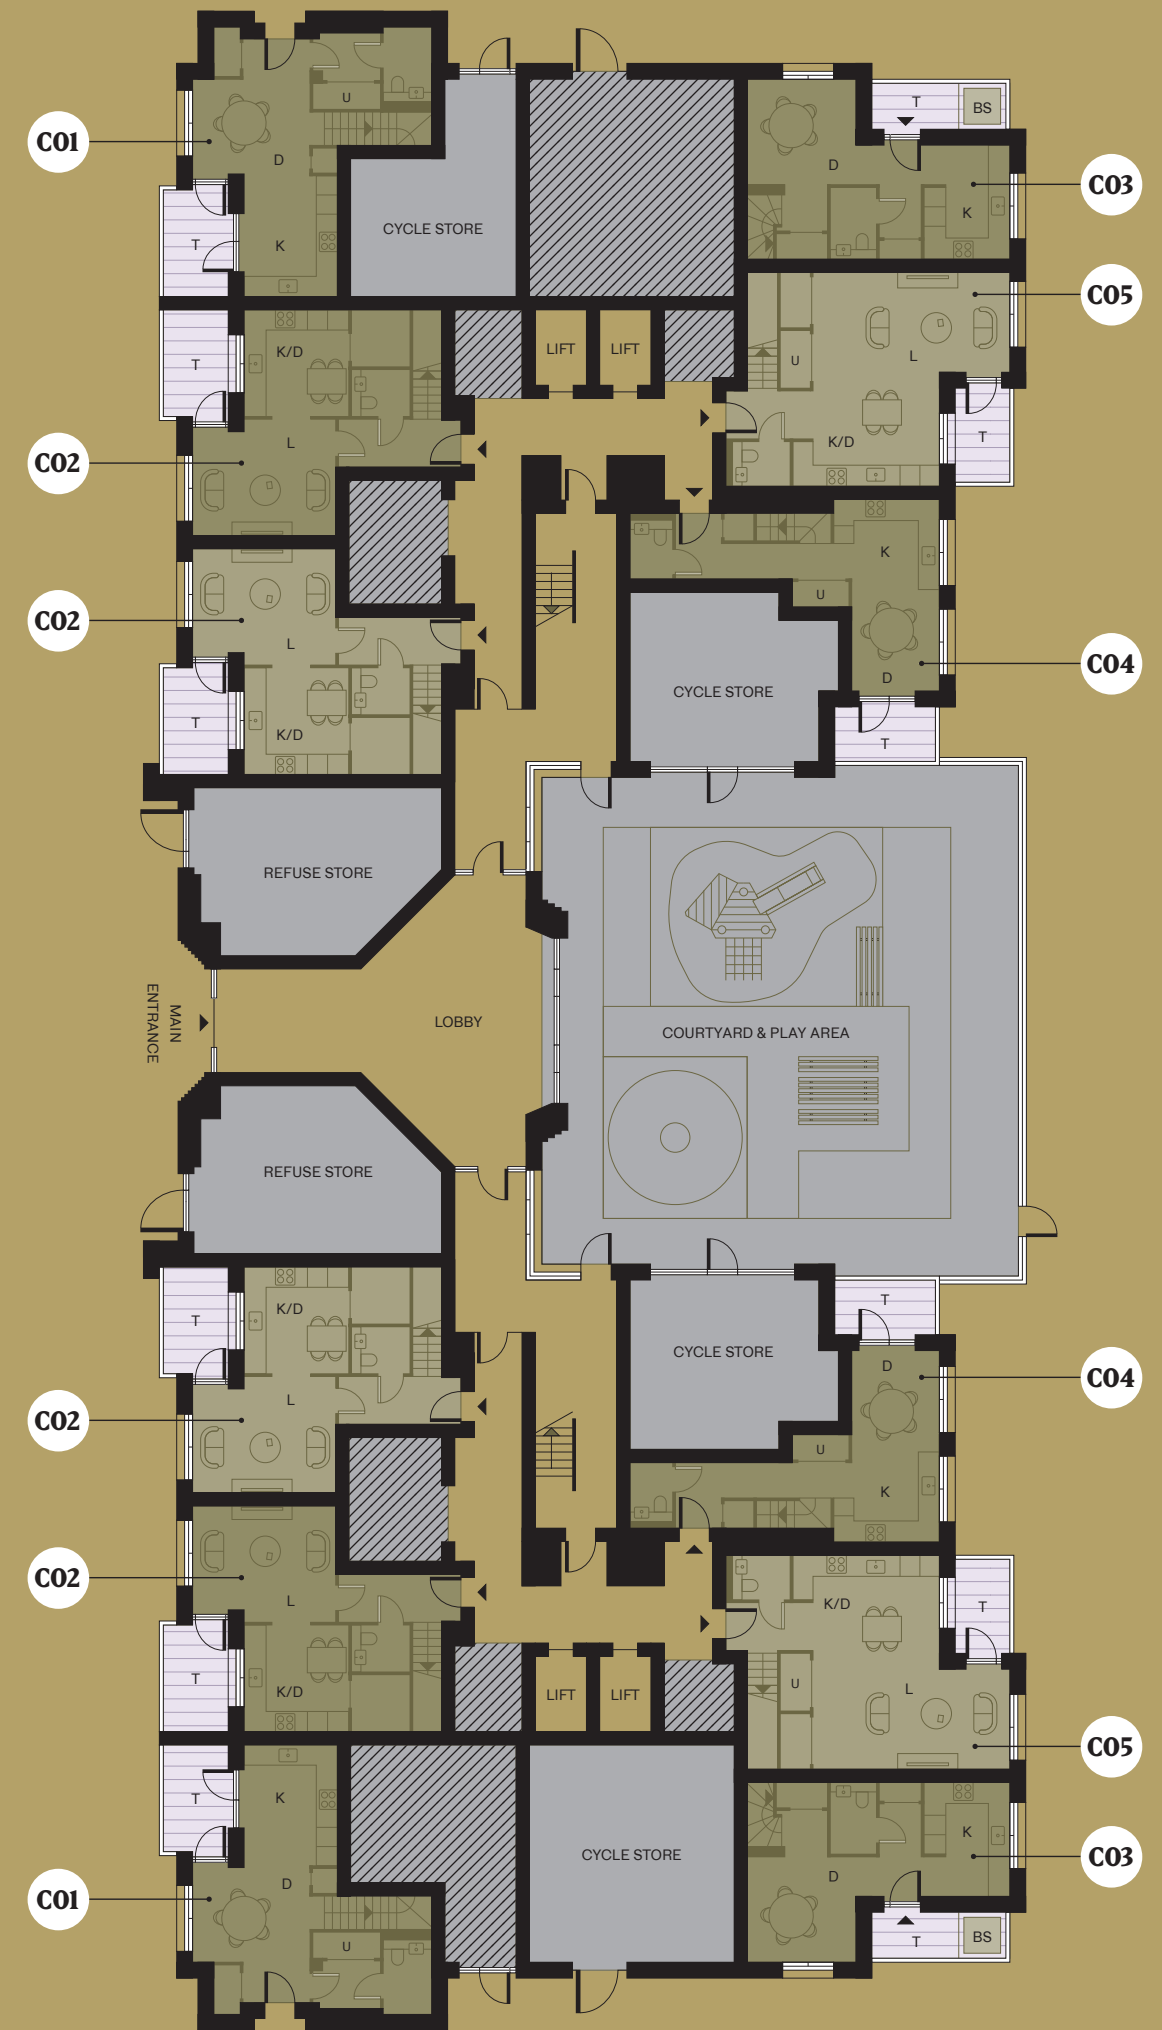 U
C01
D
T
BS
D
C03
K
CYCLE STORE
T
K
C05
LIFT
LIFT
K/D
T
L
U
L
K/D
T
C02
K
U
C02
L
C04
D
CYCLE STORE
T
K/D
T
REFUSE STORE
MAIN
ENTRANCE
LOBBY
COURTYARD & PLAY AREA
REFUSE STORE
T
K/D
T
CYCLE STORE
D
C04
L
C02
U
K
C02
L
K/D
T
T
K/D
U
L
LIFT
LIFT
C05
T
K
K
CYCLE STORE
C03
D
D
C01
T
BS
U